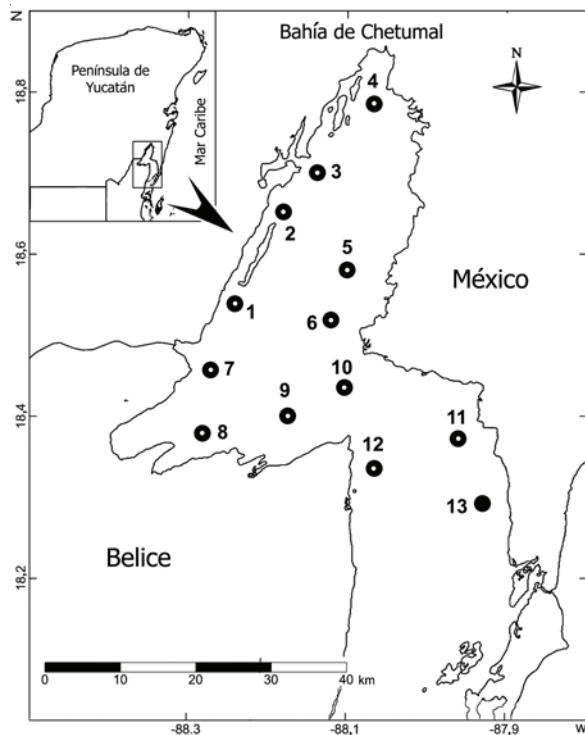 N
Bahía de Chetumal
Península de
Yucatán
Mar Caribe
N
18,8
4
3
2
18,6
5
México
1
6
7
10
9
11
18,4
8
12
13
Belice
18,2
0 10 20 30 40
km
-88.3
-88.1
-87.9
W